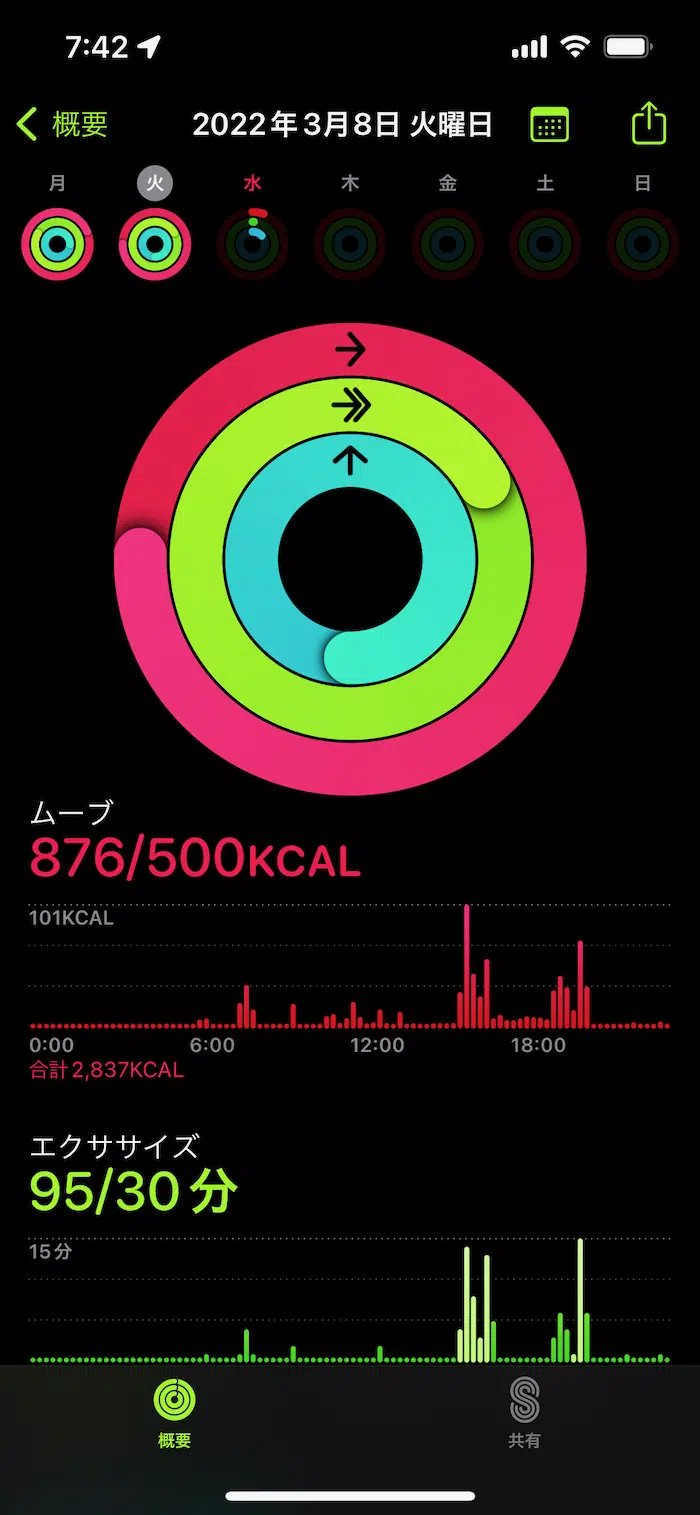 7:42
概要 2022年3月8日 火曜日
月 火 水 木 金 土 日
ムーブ
876/500KCAL
101KCAL
0:00 6:00 12:00 18:00
合計2,837KCAL
エクササイズ
95/30分
15分
概要 共有